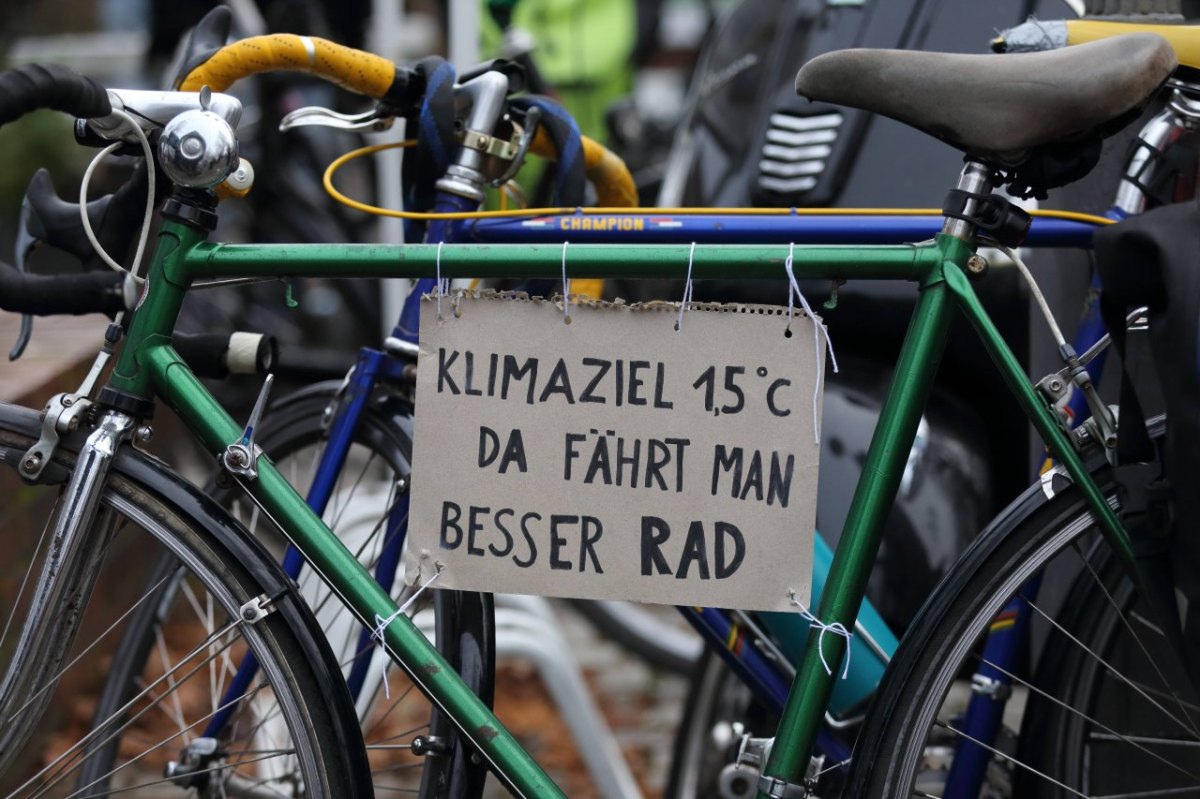 CHAMPION
KLIMAZIEL 1,5°C
DA FÄHRT MAN
BESSER RAD